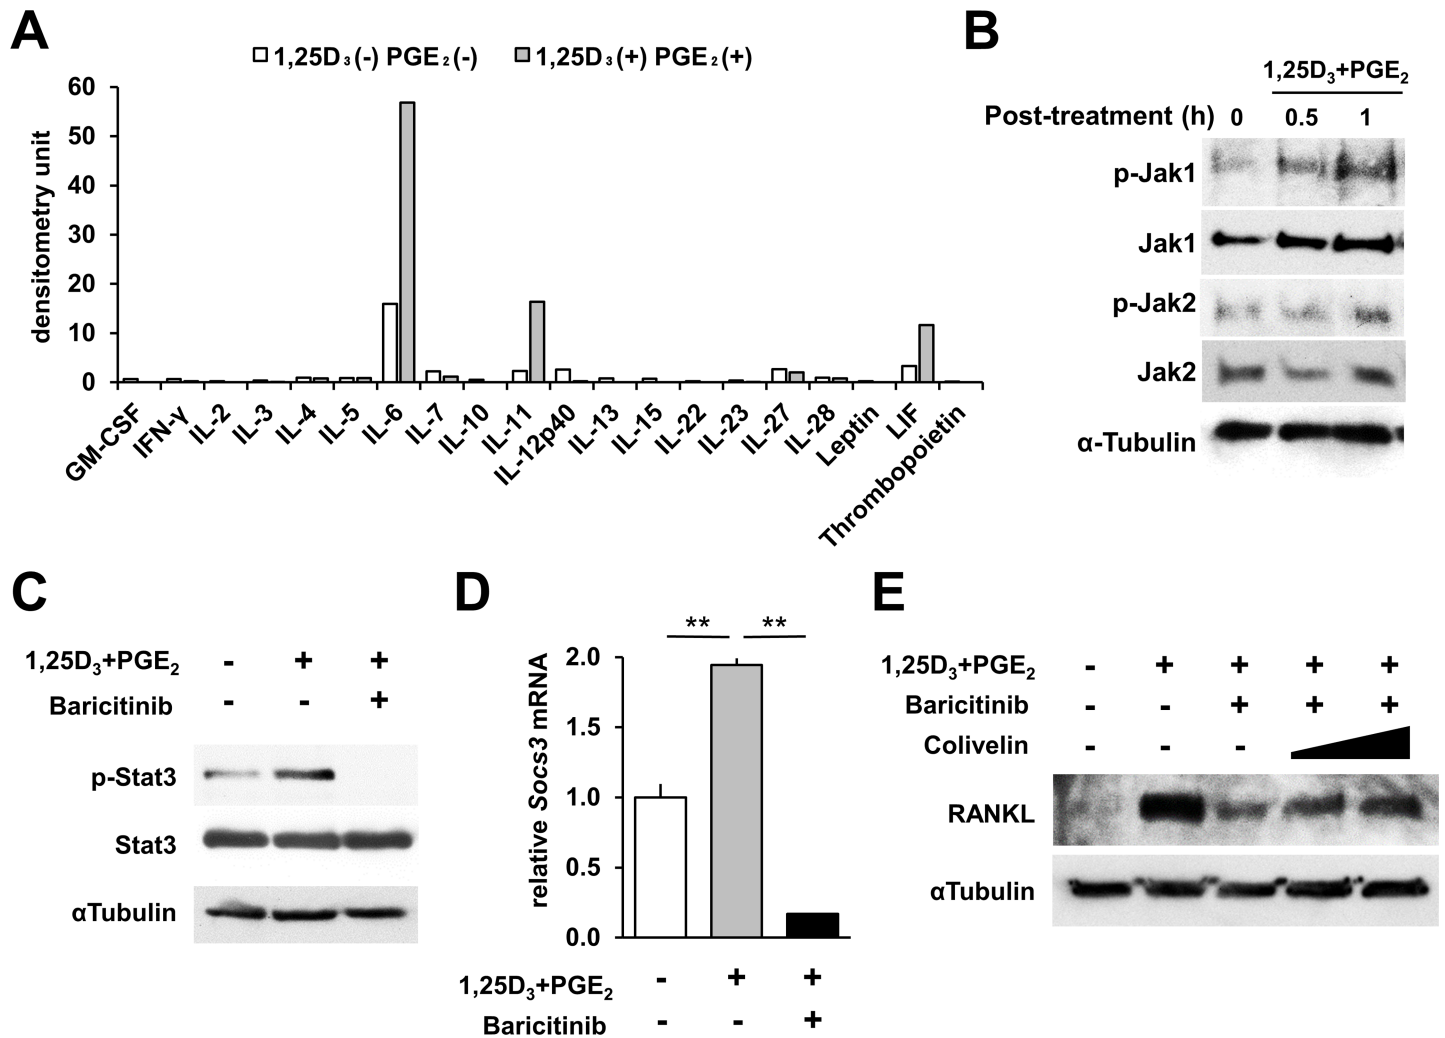 A
1,25D₃(-) PGE₂(-)
1,25D₃(+) PGE₂(+)
densitometry unit
60
50
40
30
20
10
0
GM-CSF
IFN-γ
IL-2
IL-3
IL-4
IL-5
IL-6
IL-7
IL-10
IL-11
IL-12p40
IL-13
IL-15
IL-22
IL-23
IL-27
IL-28
Leptin
LIF
Thrombopoietin
B
1,25D₃+PGE₂
Post-treatment (h) 0 0.5 1
p-Jak1
Jak1
p-Jak2
Jak2
α-Tubulin
C
1,25D₃+PGE₂ - + +
Baricitinib - - +
p-Stat3
Stat3
αTubulin
D
** **
relative Socs3 mRNA
2.0
1.5
1.0
0.5
0.0
1,25D₃+PGE₂ - + +
Baricitinib - - +
E
1,25D₃+PGE₂ - + + + +
Baricitinib - - + + +
Colivelin - - -
RANKL
αTubulin